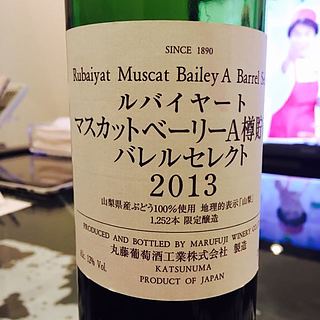 SINCE 1890
Rubaiyat Muscat Bailey A Barrel
ルバイヤート
マスカットベーリーA樽貯
バレルセレクト
2013
山梨県産ぶどう100%使用 地理的表示「山梨」
1,252本 限定醸造
PRODUCED AND BOTTLED BY MARUFUJI WINERY
Alc. 12% Vol. 丸藤葡萄酒工業株式会社 製造
KATSUNUMA
PRODUCT OF JAPAN